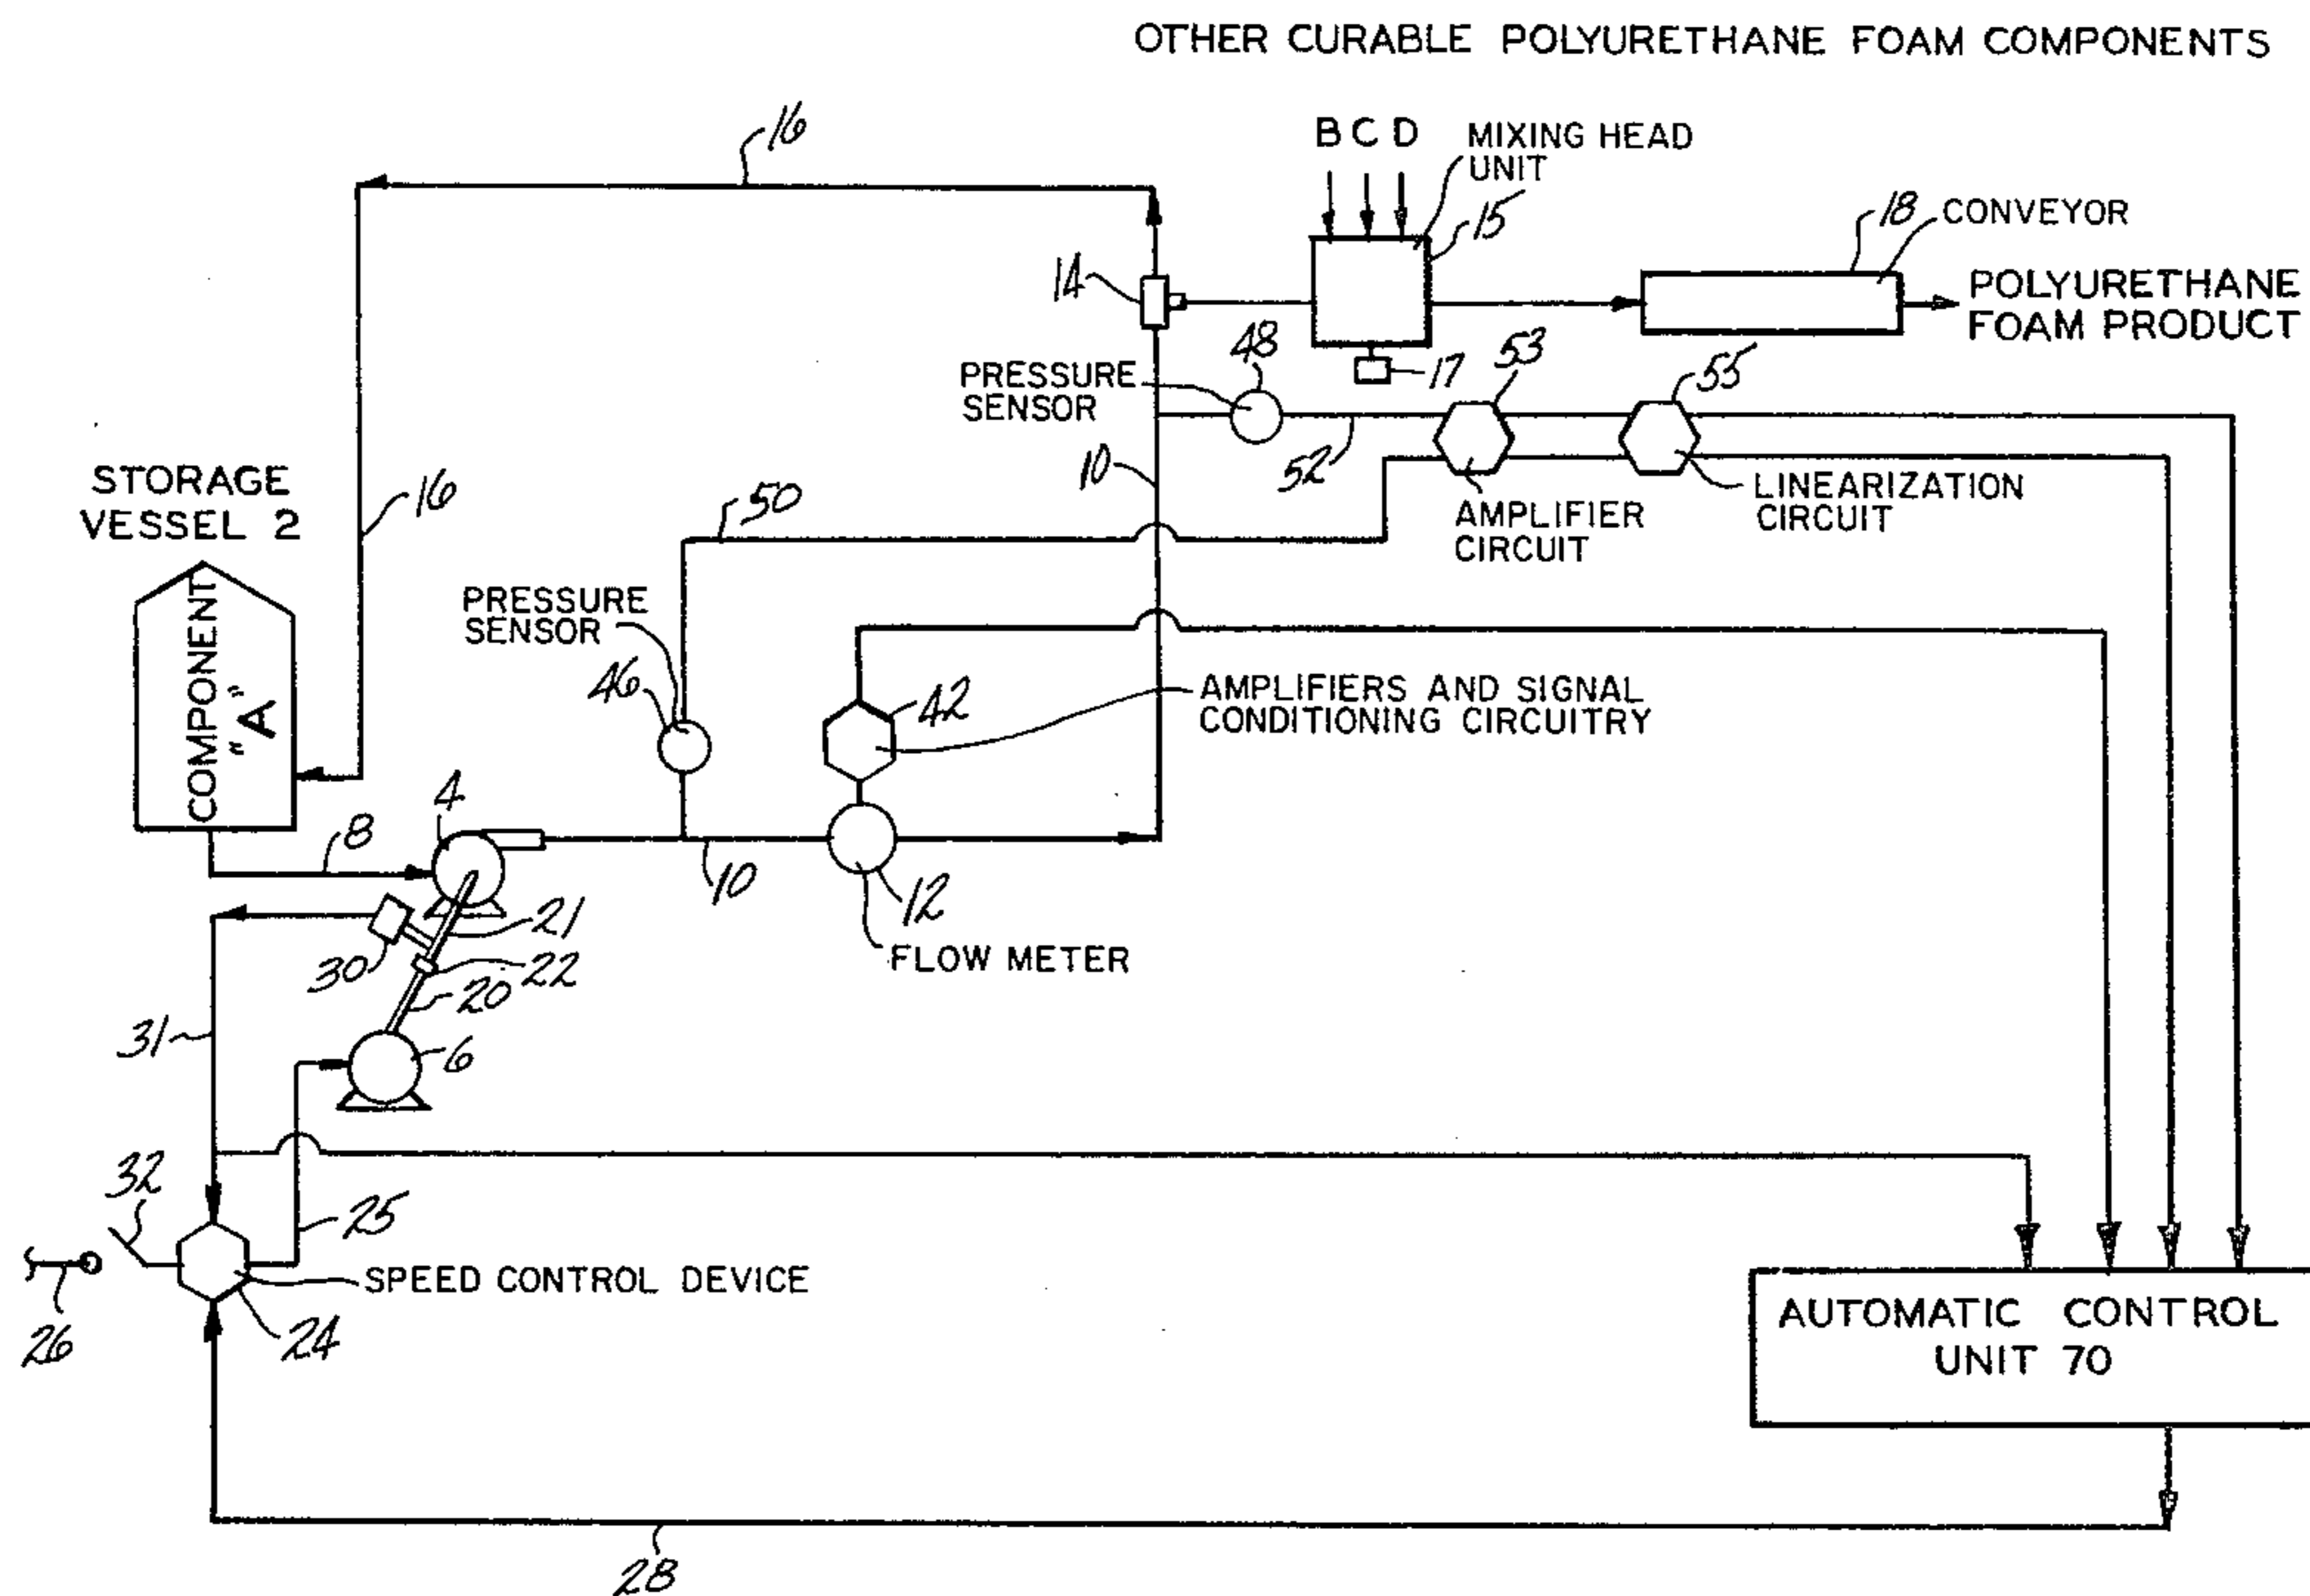 OTHER CURABLE POLYURETHANE FOAM COMPONENTS
16
B C D
MIXING HEAD
UNIT
15
18
CONVEYOR
14
POLYURETHANE
FOAM PRODUCT
48
17
53
55
PRESSURE
SENSOR
52
10
STORAGE
VESSEL 2
16
50
AMPLIFIER
CIRCUIT
LINEARIZATION
CIRCUIT
COMPONENT
"A"
PRESSURE
SENSOR
46
42
AMPLIFIERS AND SIGNAL
CONDITIONING CIRCUITRY
4
8
10
12
21
FLOW METER
30
22
20
31
6
32
25
26
SPEED CONTROL DEVICE
24
AUTOMATIC CONTROL
UNIT 70
28